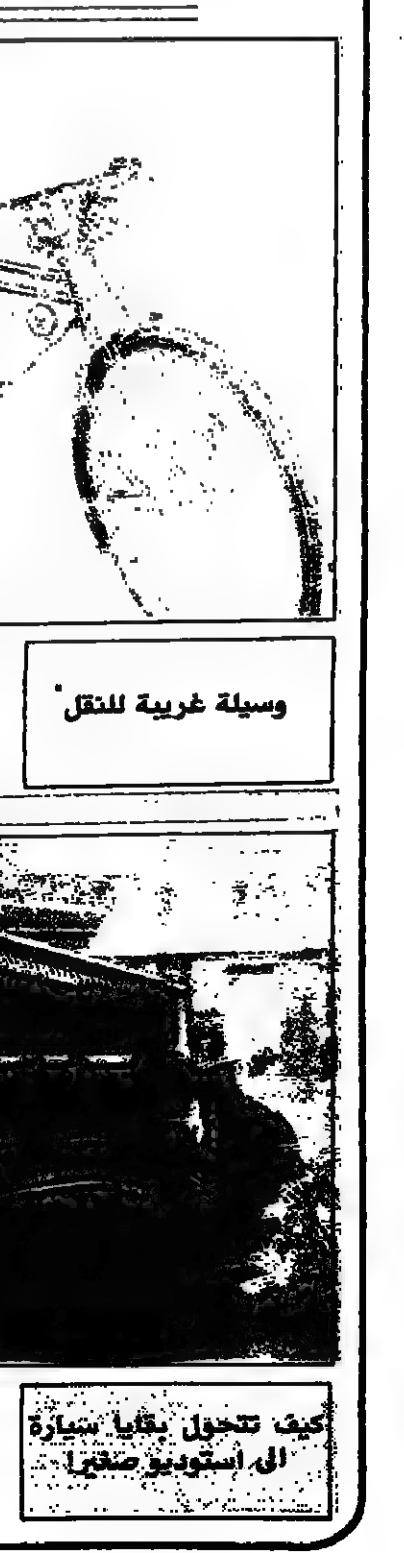 وسيلة غريبة للنقل
كيف تتحول بقايا سيارة
الى استوديو صغير!